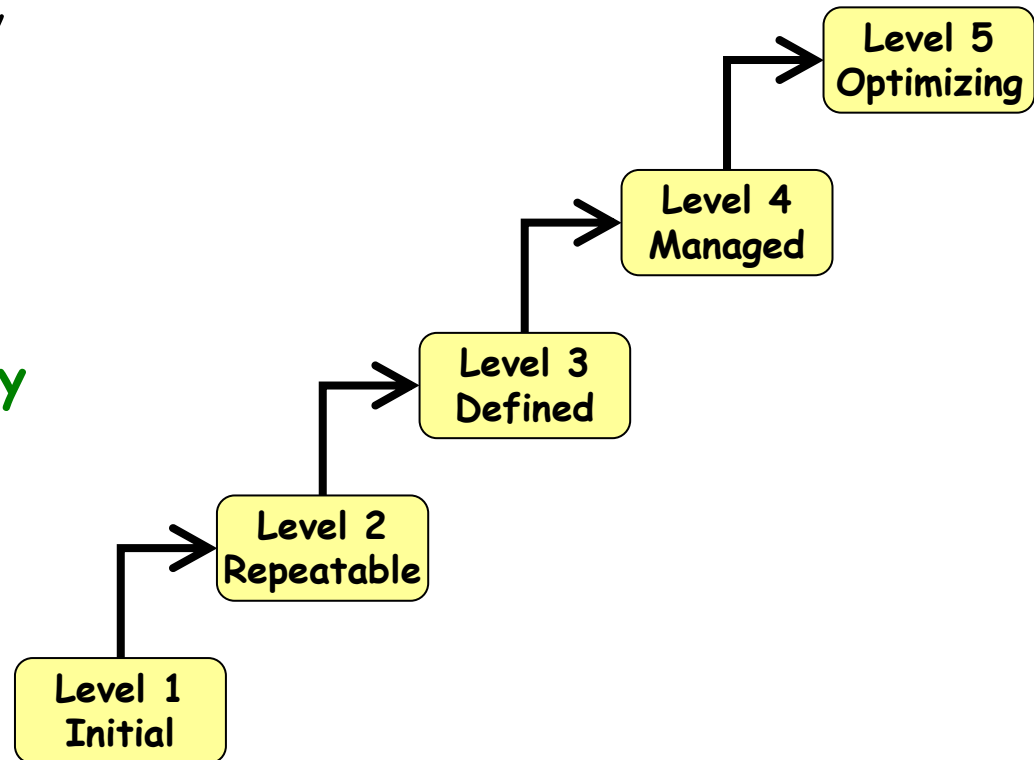 Level 5
Optimizing
Level 4
Managed
Level 3
Defined
y
Level 2
Repeatable
Level 1
Initial